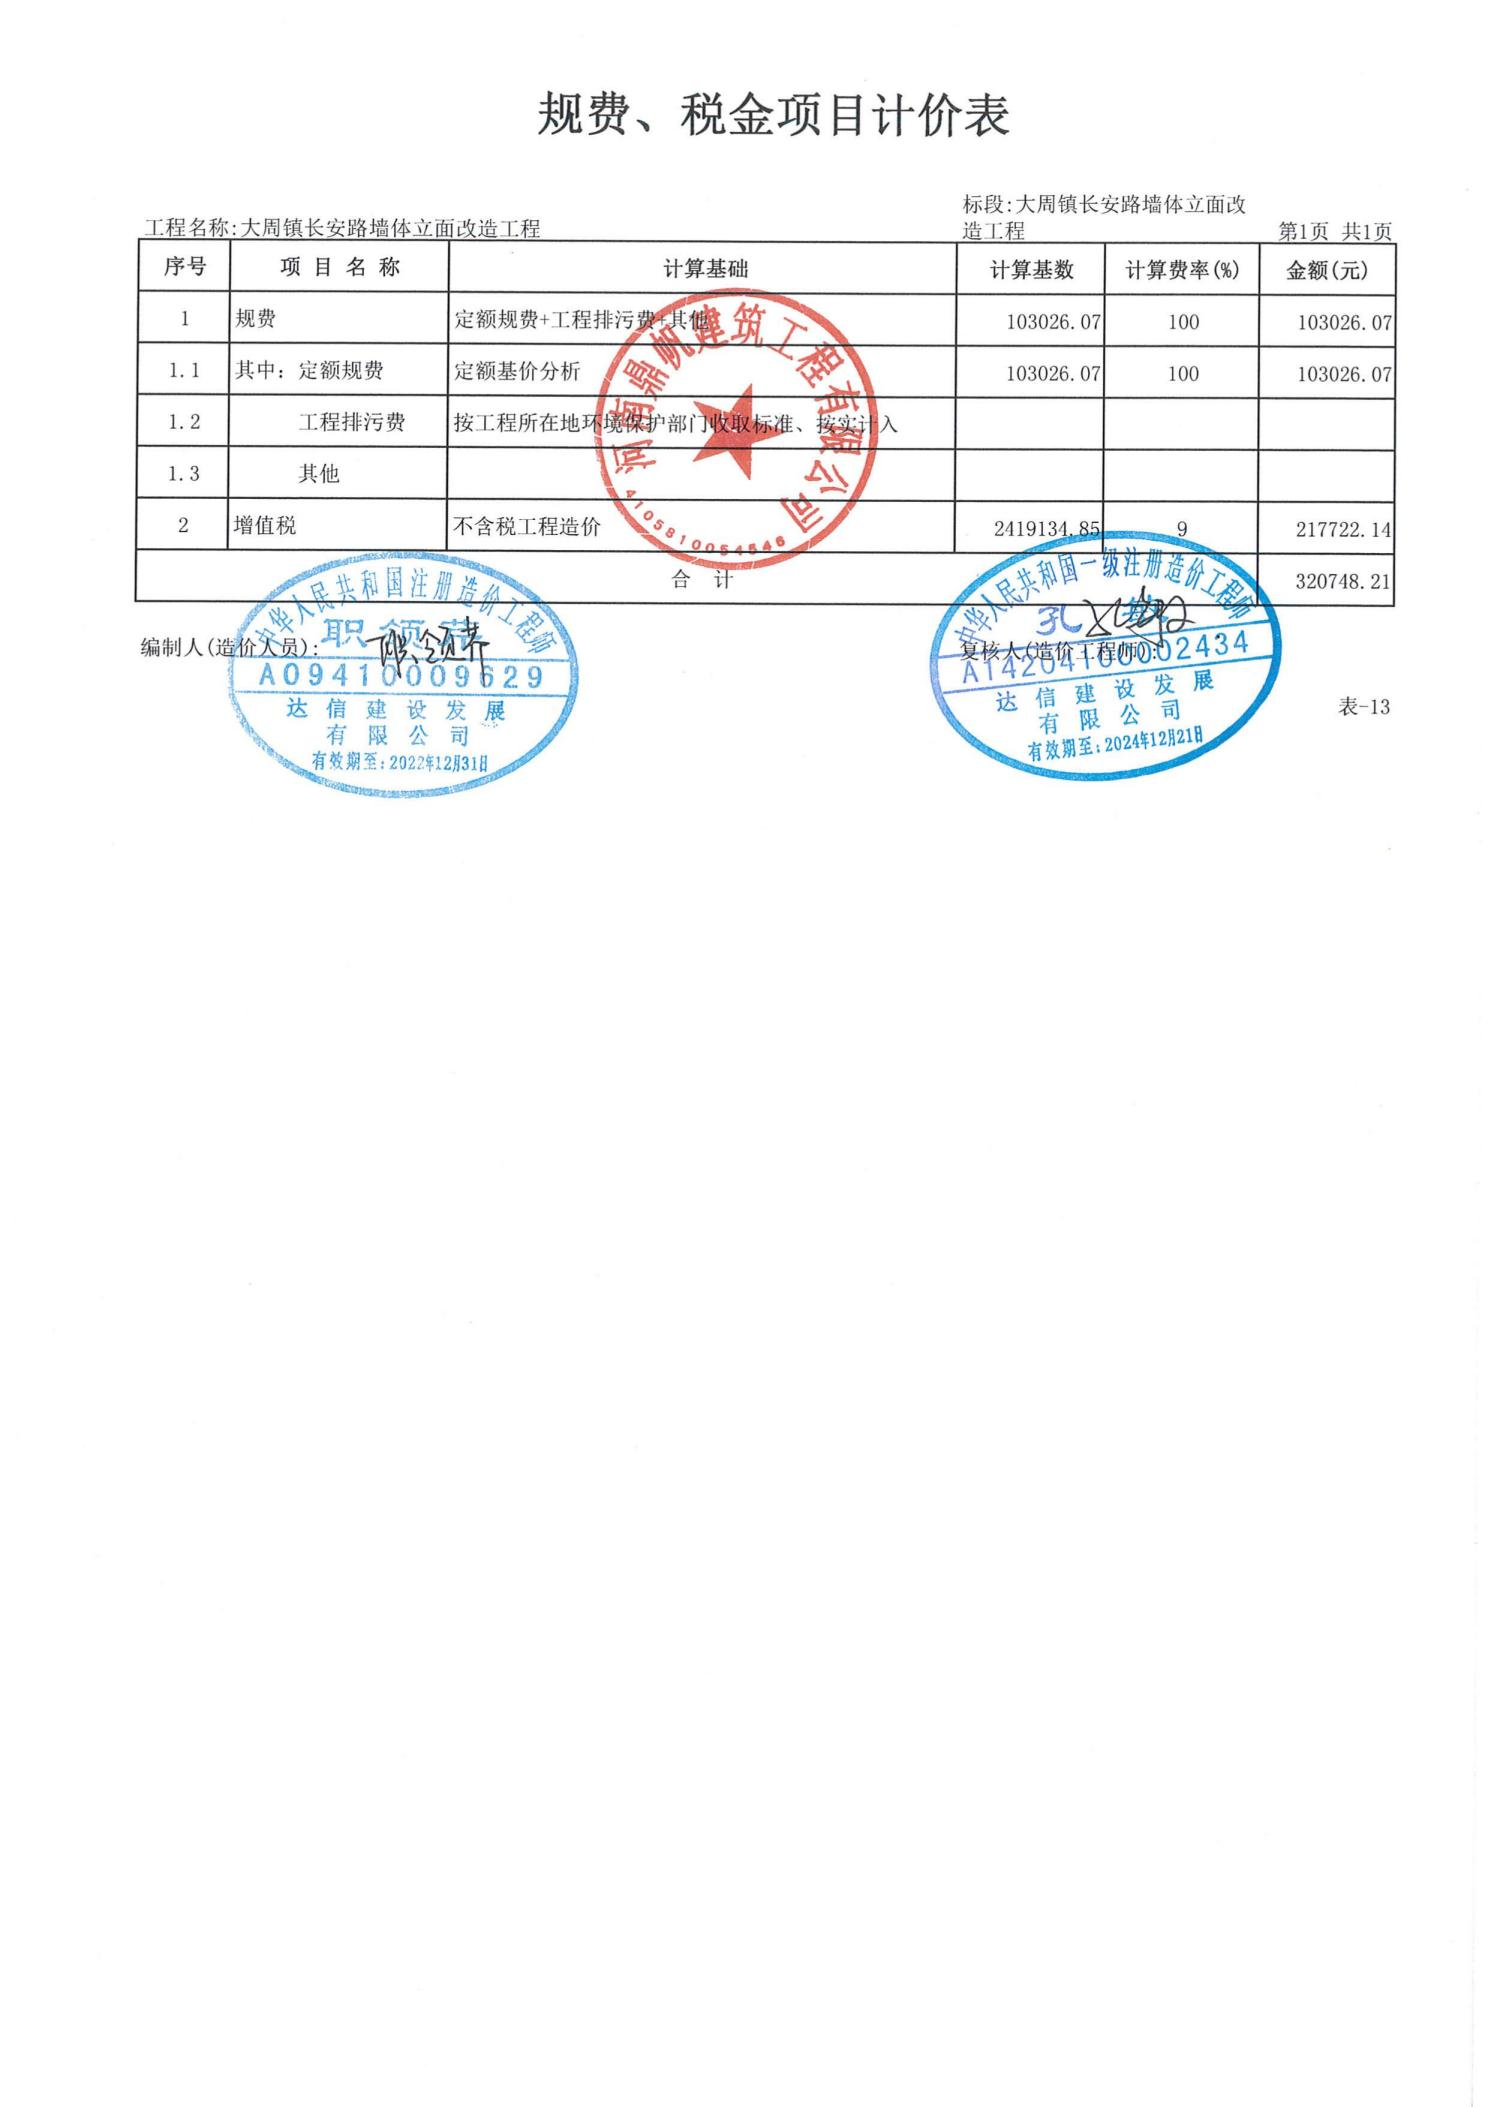 规费、税金项目计价表
工程名称:大周镇长安路墙体立面改造工程
标段:大周镇长安路墙体立面改
造工程
第1页 共1页
序号 项 目 名 称 计算基础 计算基数 计算费率(%) 金额(元)
1 规费 定额规费+工程排污费+其他 103026.07 100 103026.07
1.1 其中: 定额规费 定额基价分析 103026.07 100 103026.07
1.2 工程排污费 按工程所在地环境保护部门收取标准、按实计入
1.3 其他
2 增值税 不含税工程造价 2419134.85 9 217722.14
合 计 320748.21
河南鼎帆建筑工程有限公司
4105810054546
编制人(造价人员):
中华人民共和国注册造价工程师
职领
A09410009629
达信建设发展
有限公司
有效期至:2022年12月31日
复核人(造价工程师):
中华人民共和国一级注册造价工程师
孔
A14204100002434
达信建设发展
有限公司
有效期至:2024年12月21日
表-13